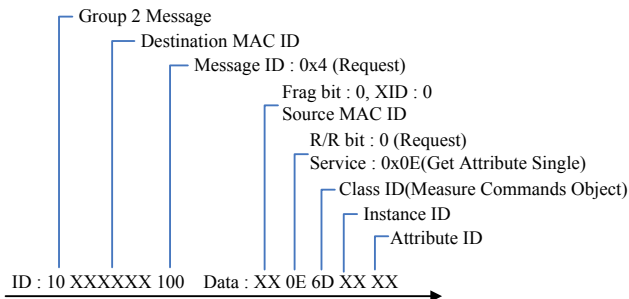 Group 2 Message
Destination MAC ID
Message ID : 0x4 (Request)
Frag bit : 0, XID : 0
Source MAC ID
R/R bit : 0 (Request)
Service : 0x0E(Get Attribute Single)
Class ID(Measure Commands Object)
Instance ID
Attribute ID
ID : 10 XXXXXX 100 Data : XX 0E 6D XX XX